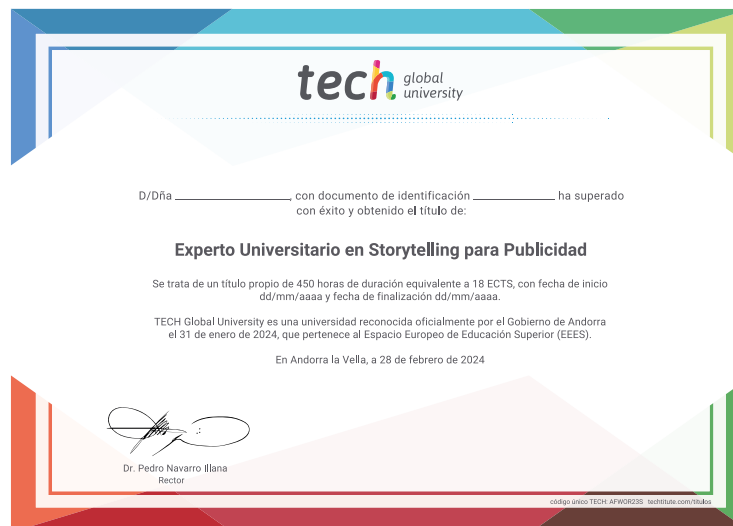 tech global university
D/Dña ____________________, con documento de identificación ______________ ha superado
con éxito y obtenido el título de:
Experto Universitario en Storytelling para Publicidad
Se trata de un título propio de 450 horas de duración equivalente a 18 ECTS, con fecha de inicio
dd/mm/aaaa y fecha de finalización dd/mm/aaaa.
TECH Global University es una universidad reconocida oficialmente por el Gobierno de Andorra
el 31 de enero de 2024, que pertenece al Espacio Europeo de Educación Superior (EEES).
En Andorra la Vella, a 28 de febrero de 2024
Dr. Pedro Navarro Illana
Rector
código único TECH: AFWOR23S techtitute.com/titulos